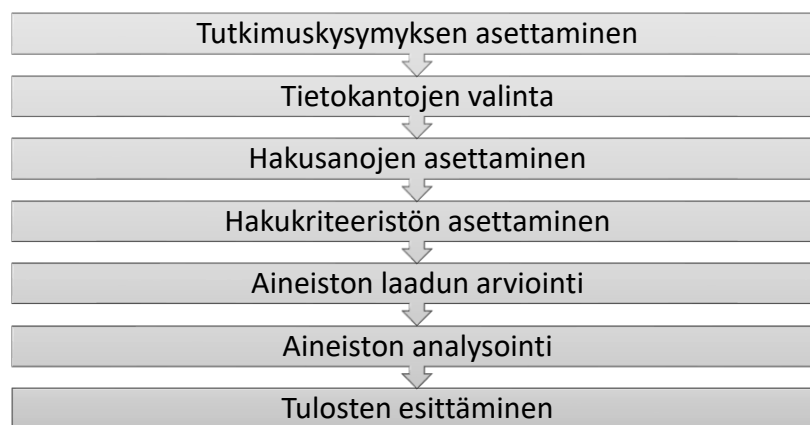 Tutkimuskysymyksen asettaminen
Tietokantojen valinta
Hakusanojen asettaminen
Hakukriteeristön asettaminen
Aineiston laadun arviointi
Aineiston analysointi
Tulosten esittäminen